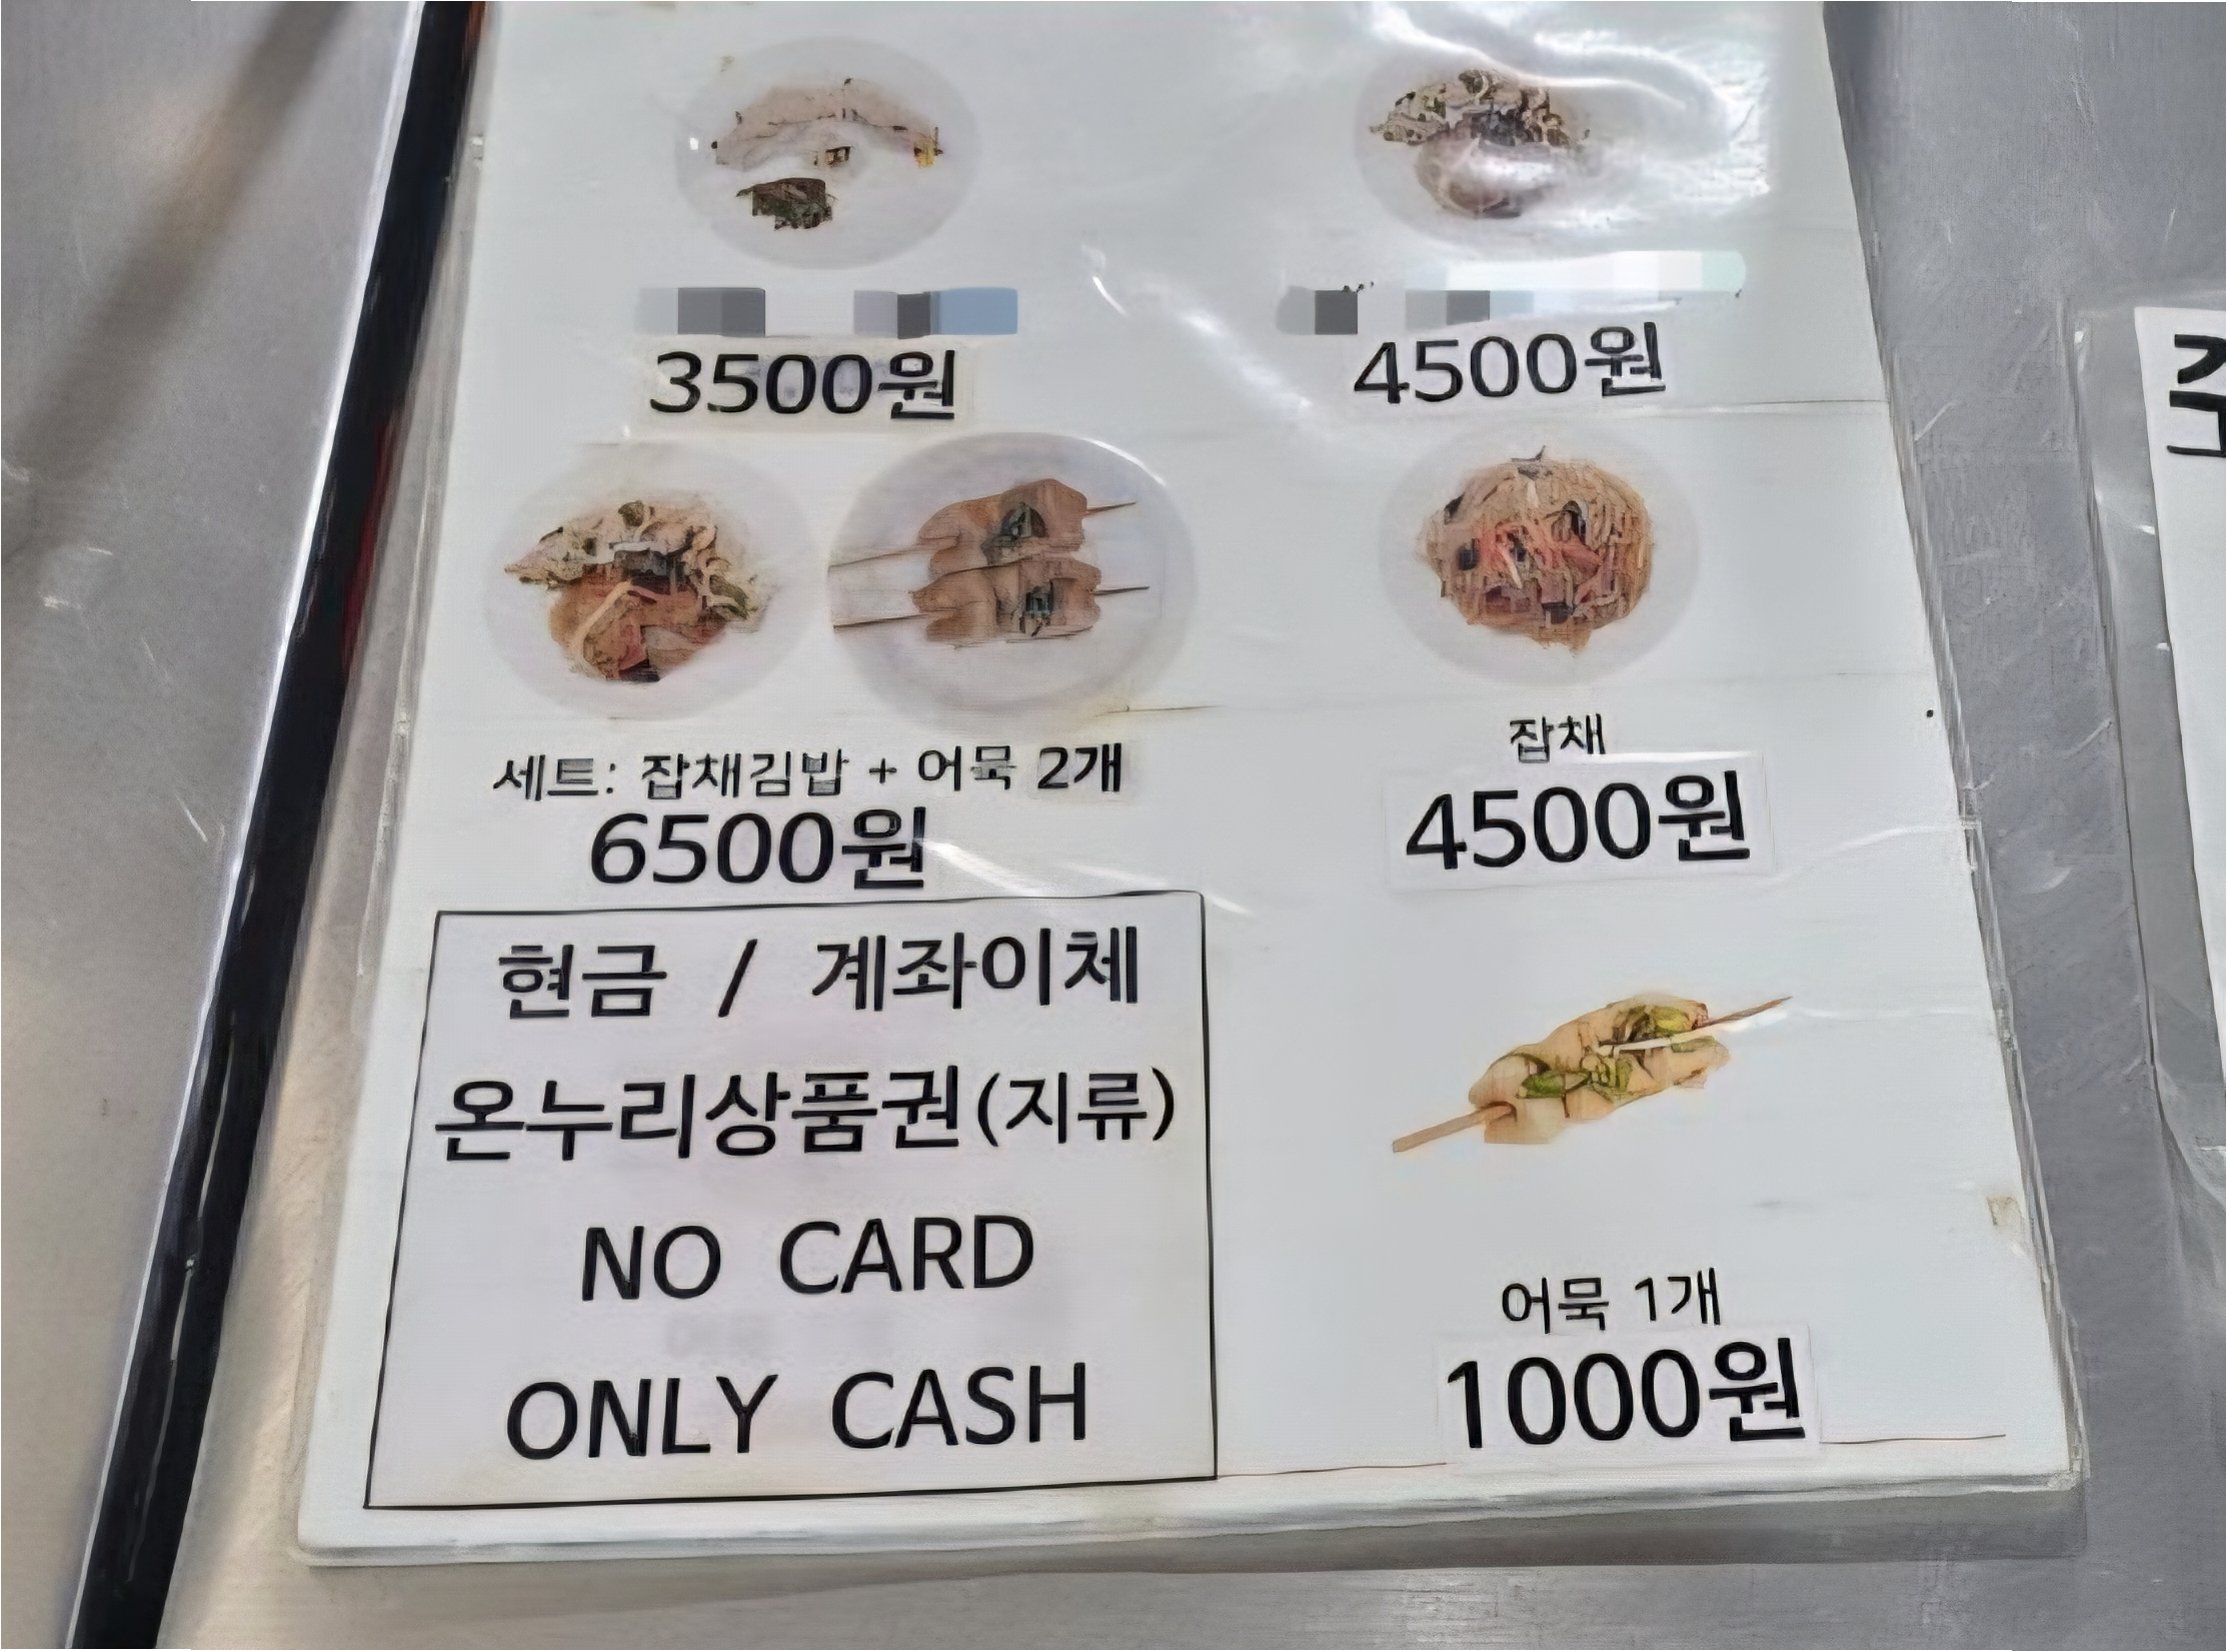 3500원
4500원
세트: 잡채김밥 + 어묵 2개
6500원
잡채
4500원
현금 / 계좌이체
온누리상품권(지류)
NO CARD
ONLY CASH
어묵 1개
1000원